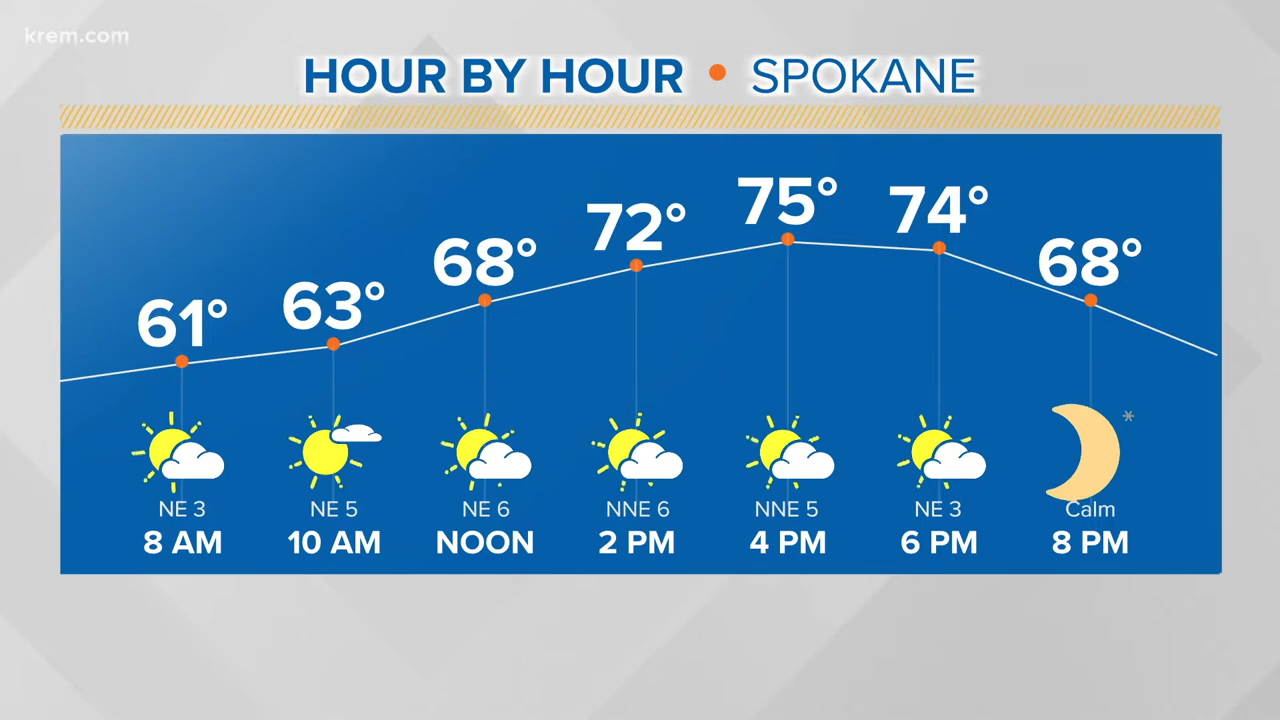 krem.com
HOUR BY HOUR • SPOKANE
61° 63° 68° 72° 75° 74° 68°
NE 3 NE 5 NE 6 NNE 6 NNE 5 NE 3 Calm
8 AM 10 AM NOON 2 PM 4 PM 6 PM 8 PM